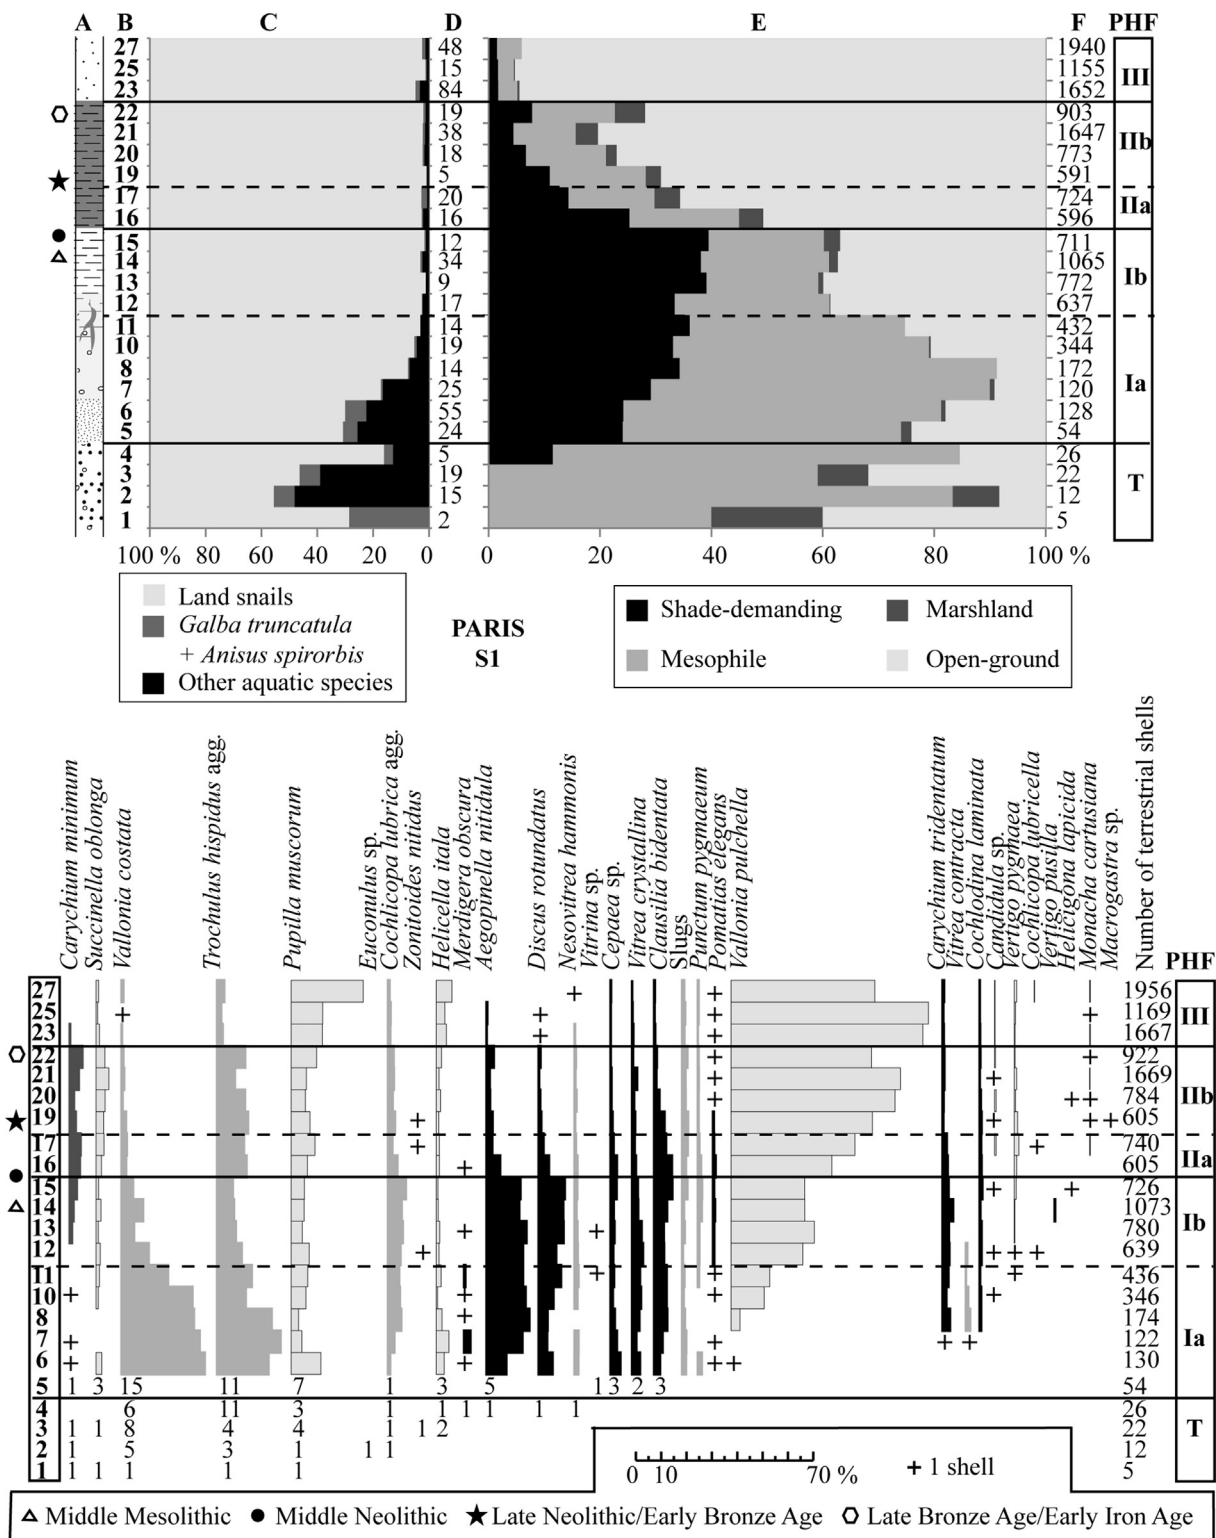 A B C D E F PHF
27 48 1940
25 15 1155 III
23 84 1652
22 19 903
21 38 1647 IIb
20 18 773
19 5 591
17 20 724 IIa
16 16 596
15 12 711
14 34 1065 Ib
13 9 772
12 17 637
11 14 432
10 19 344
8 14 172
7 25 120 Ia
6 55 128
5 24 54
4 5 26
3 19 22
2 15 12 T
1 2 5
100 % 80 60 40 20 0 0 20 40 60 80 100 %
Land snails
Galba truncatula
+ Anisus spirorbis
Other aquatic species
PARIS
S1
Shade-demanding Marshland
Mesophile Open-ground
Carychium minimum
Succinella oblonga
Vallonia costata
Trochulus hispidus agg.
Pupilla muscorum
Euconulus sp.
Cochlicopa lubrica agg.
Zonitoides nitidus
Helicella itala
Merdigera obscura
Aegopinella nitidula
Discus rotundatus
Nesovitrea hammonis
Vitrina sp.
Cepaea sp.
Vitrea crystallina
Clausilia bidentata
Slugs
Punctum pygmaeum
Pomatias elegans
Vallonia pulchella
Carychium tridentatum
Vitrea contracta
Cochlodina laminata
Candidula sp.
Vertigo pygmaea
Cochlicopa lubricella
Vertigo pusilla
Helicigona lapicida
Monacha cartusiana
Macrogastra sp.
Number of terrestrial shells
PHF
27 + + 1956
25 + + + + 1169 III
23 + + 1667
22 + + 922
21 + + 1669
20 + + 784 IIb
19 + + + + 605
17 + + 740 IIa
16 + 605
15 + + 726
14 1073
13 + + 780 Ib
12 + + + + 639
11 + + + 436
10 + + + + 346
8 + 174
7 + + + + 122 Ia
6 + + + + 130
5 1 3 15 11 7 1 3 5 1 3 2 3 54
4 6 11 3 1 1 1 1 1 1 26
3 1 1 8 4 4 1 1 2 22 T
2 1 5 3 1 1 1 12
1 1 1 1 1 1 5
0 10 70 % + 1 shell
Middle Mesolithic Middle Neolithic Late Neolithic/Early Bronze Age Late Bronze Age/Early Iron Age